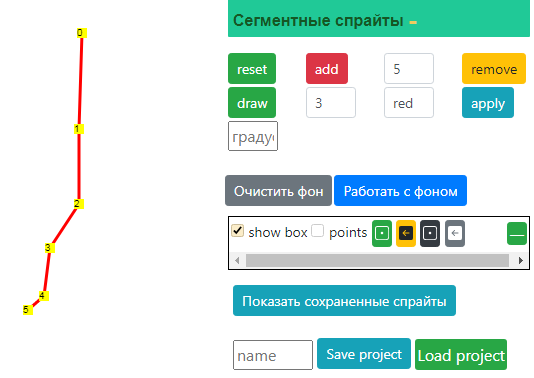 0
1
2
3
4
5
Сегментные спрайты
reset add 5 remove
draw 3 red apply
градус
Очистить фон Работать с фоном
show box points
Показать сохраненные спрайты
name Save project Load project